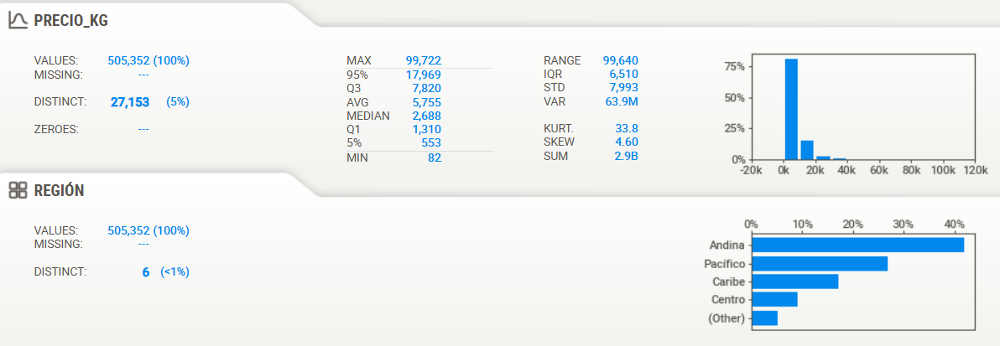 PRECIO_KG
VALUES: 505,352 (100%)
MISSING: ---
DISTINCT: 27,153 (5%)
ZEROES: ---
MAX 99,722
95% 17,969
Q3 7,820
AVG 5,755
MEDIAN 2,688
Q1 1,310
5% 553
MIN 82
RANGE 99,640
IQR 6,510
STD 7,993
VAR 63.9M
KURT. 33.8
SKEW 4.60
SUM 2.9B
75%
50%
25%
0%
-20k 0k 20k 40k 60k 80k 100k 120k
REGIÓN
VALUES: 505,352 (100%)
MISSING: ---
DISTINCT: 6 (<1%)
0% 10% 20% 30% 40%
Andina
Pacífico
Caribe
Centro
(Other)